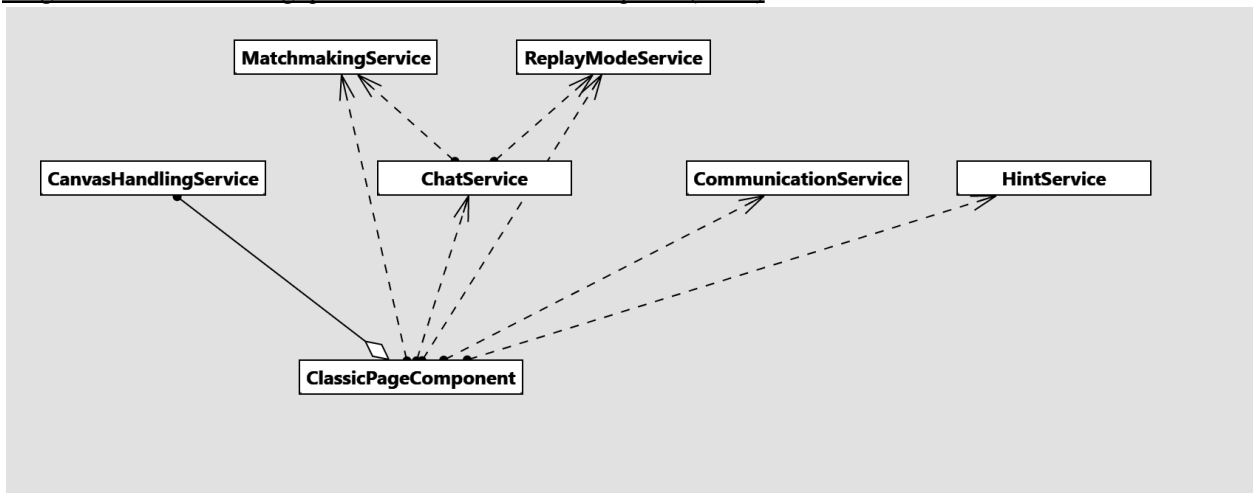 MatchmakingService
ReplayModeService
CanvasHandlingService
ChatService
CommunicationService
HintService
ClassicPageComponent